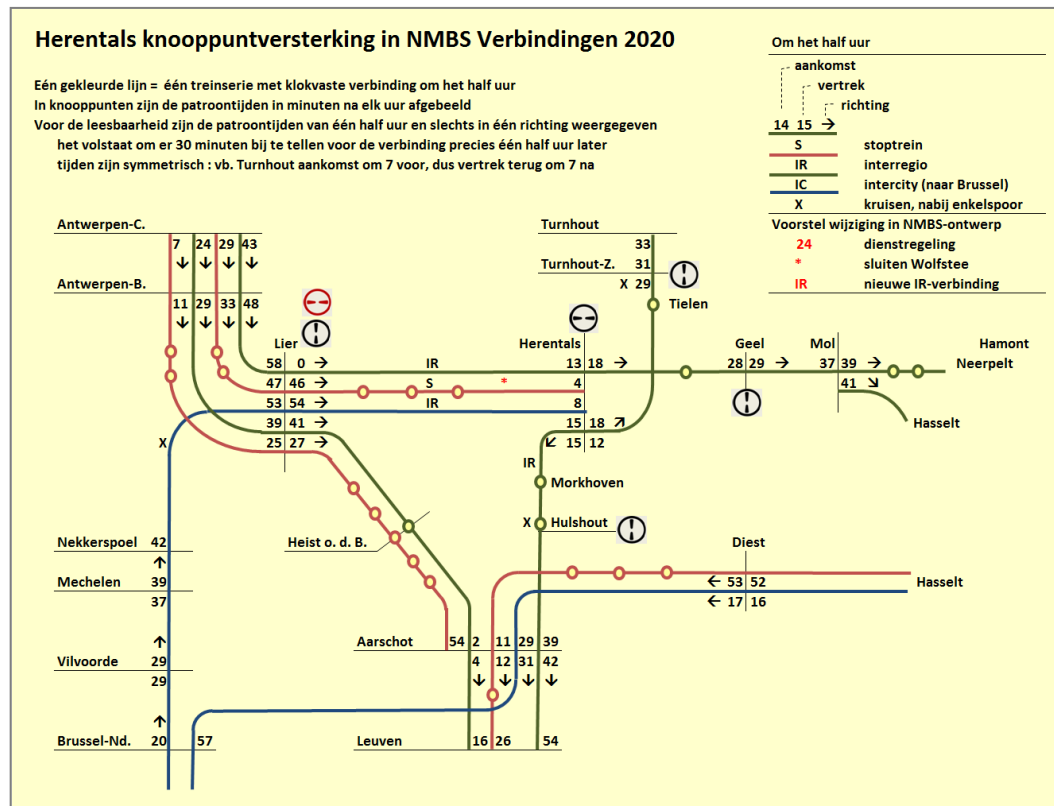 Herentals knooppuntversterking in NMBS Verbindingen 2020
Eén gekleurde lijn = één treinserie met klokvaste verbinding om het half uur
In knooppunten zijn de patroontijden in minuten na elk uur afgebeeld
Voor de leesbaarheid zijn de patroontijden van één half uur en slechts in één richting weergegeven
het volstaat om er 30 minuten bij te tellen voor de verbinding precies één half uur later
tijden zijn symmetrisch : vb. Turnhout aankomst om 7 voor, dus vertrek terug om 7 na
Om het half uur
aankomst
vertrek
richting
14 15 →
S stoptrein
IR interregio
IC intercity (naar Brussel)
X kruisen, nabij enkelspoor
Voorstel wijziging in NMBS-ontwerp
24 dienstregeling
* sluiten Wolfstee
IR nieuwe IR-verbinding
Antwerpen-C.
7 24 29 43
↓ ↓ ↓ ↓
Antwerpen-B.
11 29 33 48
↓ ↓ ↓ ↓
Turnhout
33
Turnhout-Z. 31
X 29
Tielen
Lier Herentals Geel Mol Hamont
58 0 → IR 13 18 → 28 29 → 37 39 → Neerpelt
47 46 → S * 4 41 ↘
53 54 → IR 8 Hasselt
39 41 → 15 18 ↗
X 25 27 → ↙ 15 12
IR
Morkhoven
X Hulshout
Nekkerspoel 42
↑
Mechelen 39
37
↑
Vilvoorde 29
29
↑
Brussel-Nd. 20 57
Heist o. d. B.
Diest
← 53 52 Hasselt
← 17 16
Aarschot 54 2 11 29 39
4 12 31 42
↓ ↓ ↓ ↓
Leuven 16 26 54